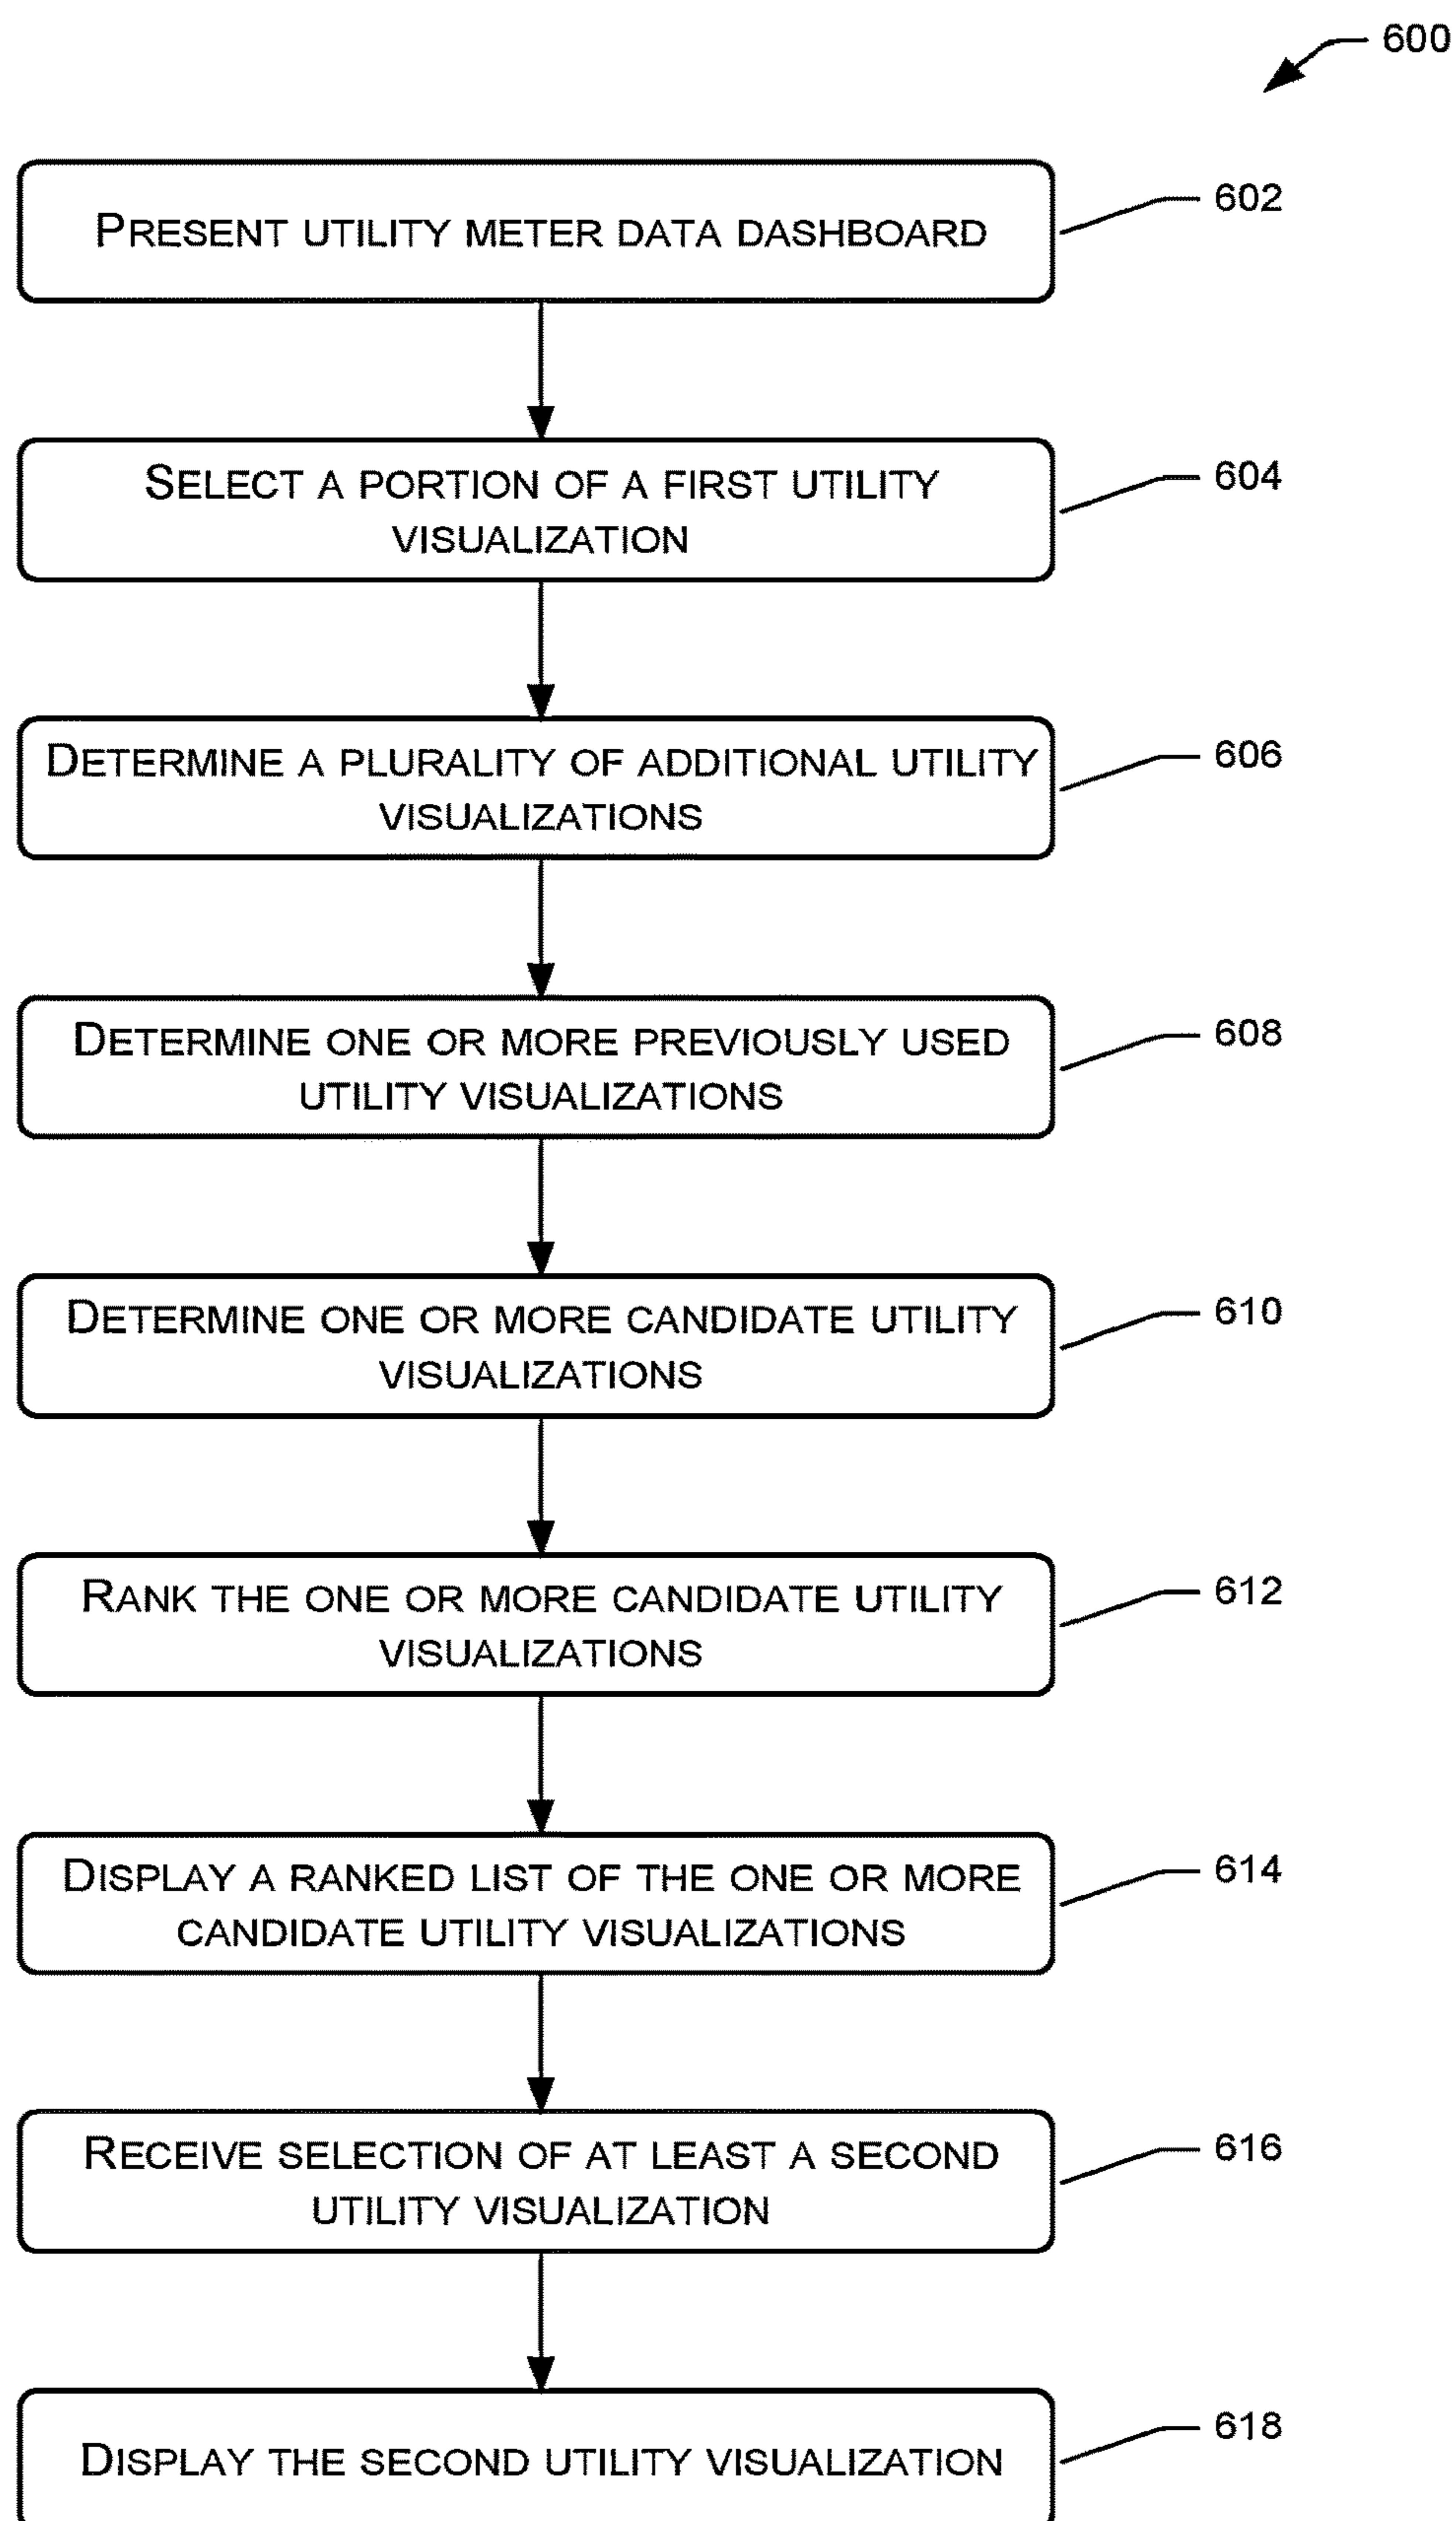 600
PRESENT UTILITY METER DATA DASHBOARD
602
SELECT A PORTION OF A FIRST UTILITY
VISUALIZATION
604
DETERMINE A PLURALITY OF ADDITIONAL UTILITY
VISUALIZATIONS
606
DETERMINE ONE OR MORE PREVIOUSLY USED
UTILITY VISUALIZATIONS
608
DETERMINE ONE OR MORE CANDIDATE UTILITY
VISUALIZATIONS
610
RANK THE ONE OR MORE CANDIDATE UTILITY
VISUALIZATIONS
612
DISPLAY A RANKED LIST OF THE ONE OR MORE
CANDIDATE UTILITY VISUALIZATIONS
614
RECEIVE SELECTION OF AT LEAST A SECOND
UTILITY VISUALIZATION
616
DISPLAY THE SECOND UTILITY VISUALIZATION
618